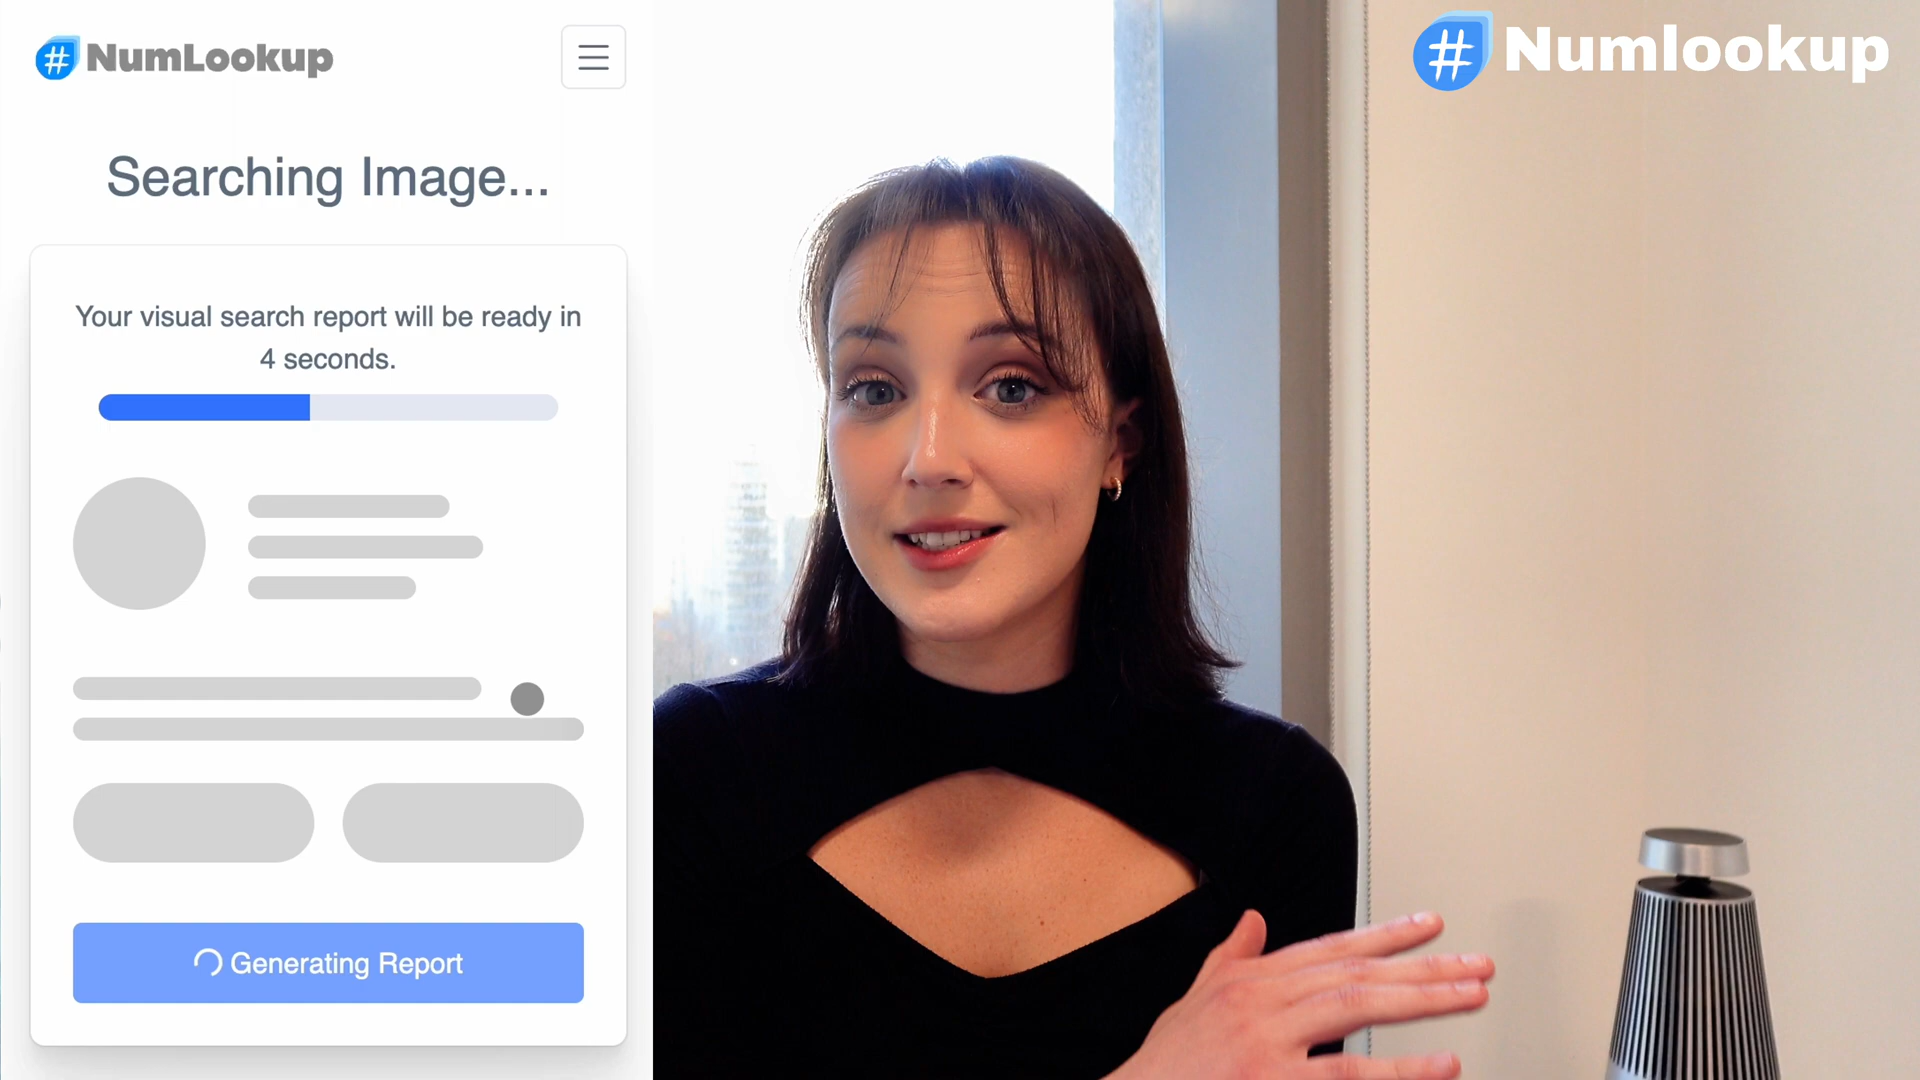 # NumLookup
Searching Image...
Your visual search report will be ready in
4 seconds.
Generating Report
# Numlookup